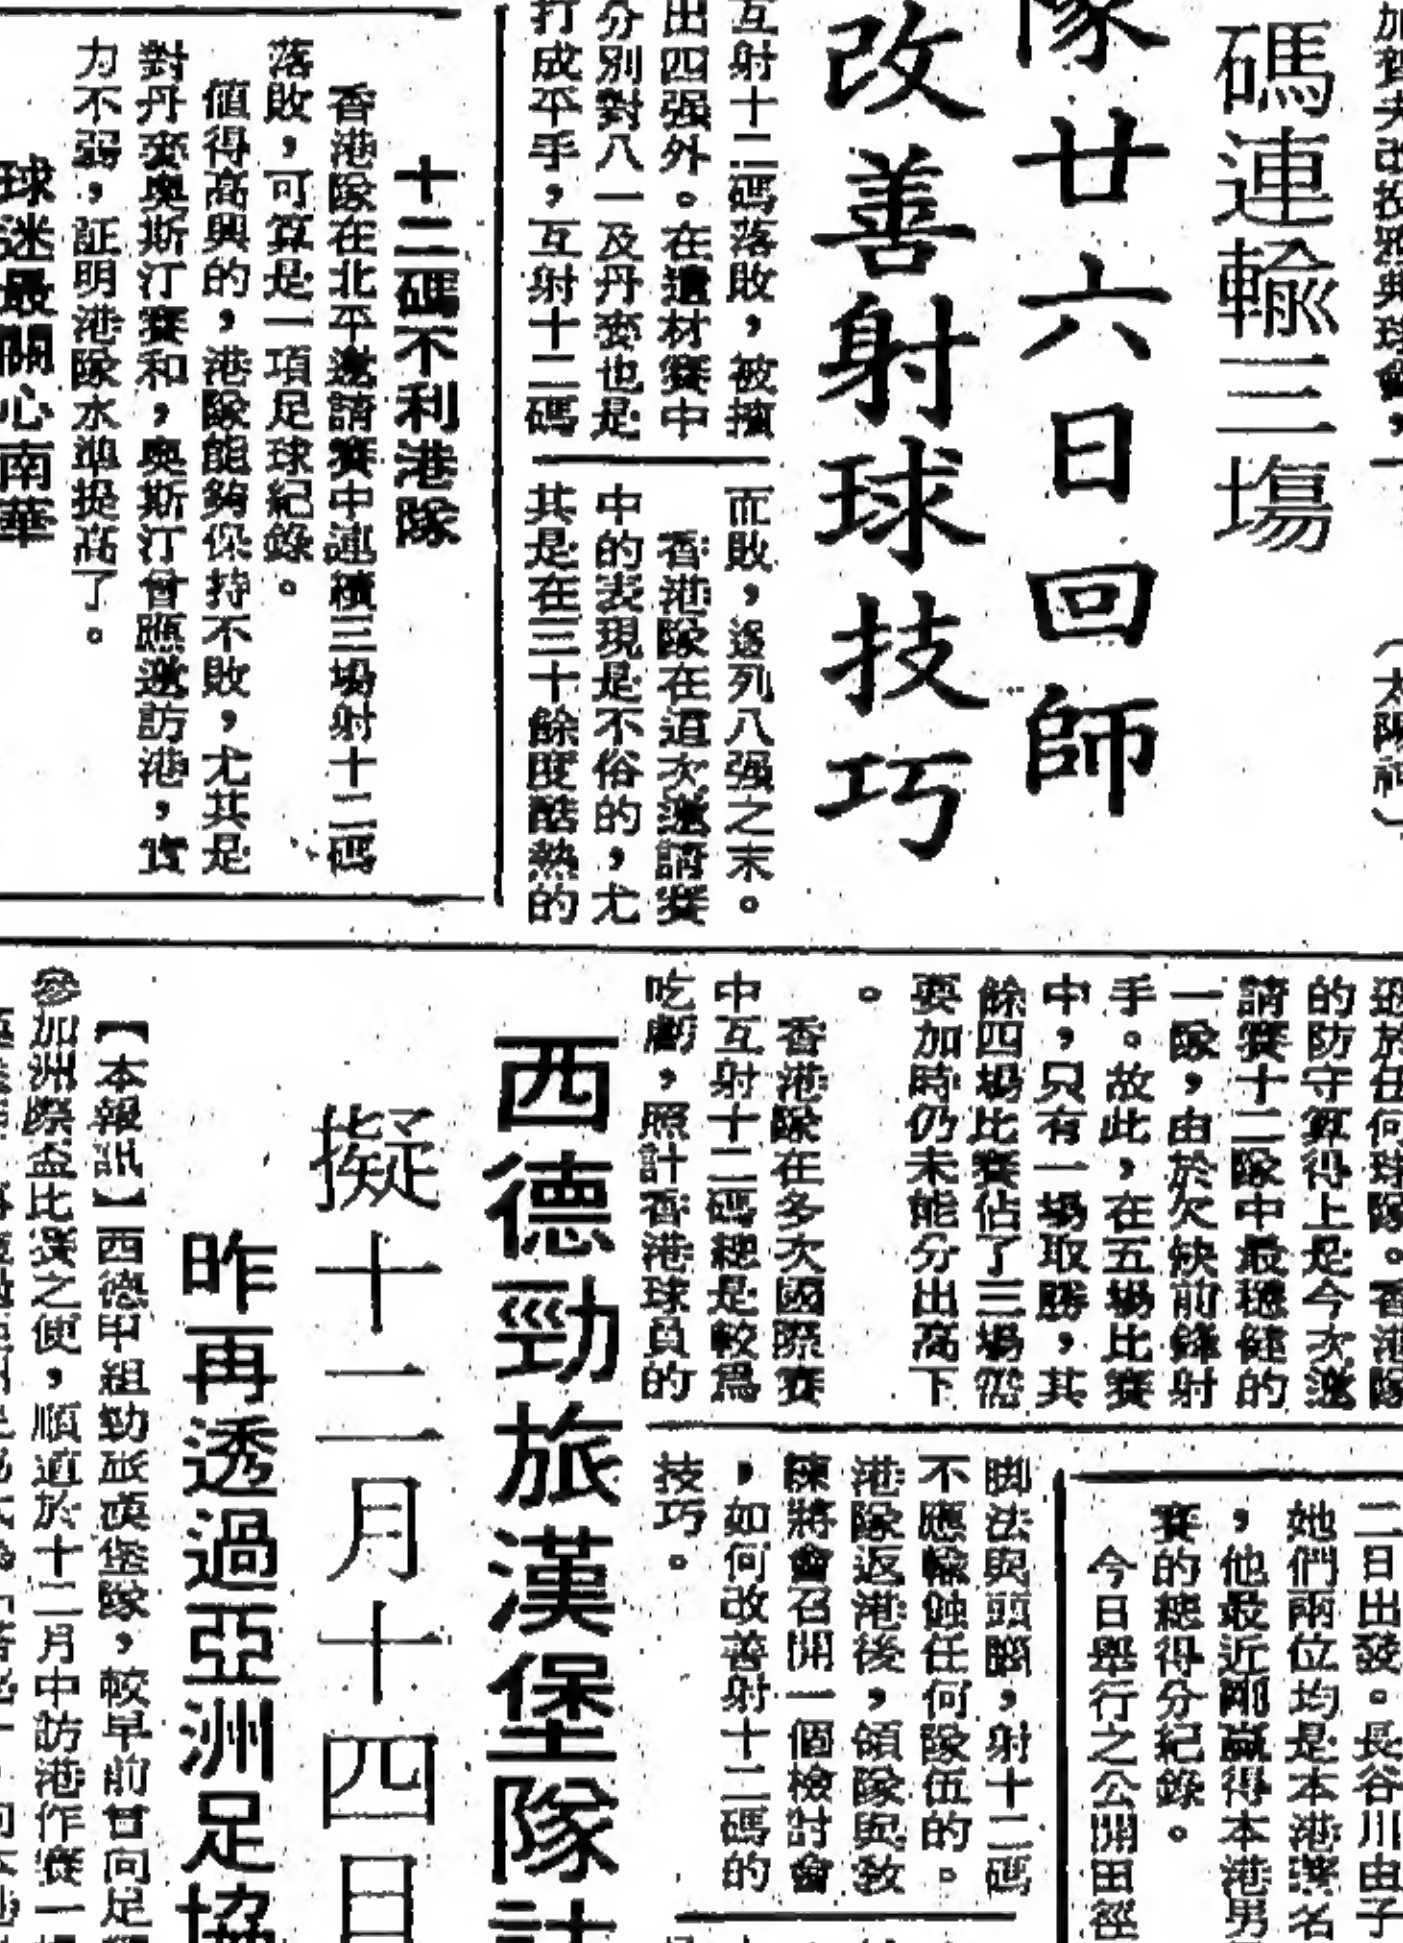 碼連輸三塲
隊廿六日回師
改善射球技巧
互射十二碼落敗，被擯
出四强外。在遺材賽中
分別對八一及丹麥也是
打成平手，互射十二碼
而敗，退列八强之末。
香港隊在這次邀請賽
中的表現是不俗的，尤
其是在三十餘度酷熱的
十二碼不利港隊
香港隊在北平邀請賽中連續三場射十二碼
落敗，可算是一項足球紀錄。
值得高興的，港隊能夠保持不敗，尤其是
對丹麥奧斯汀賽和，奧斯汀曾應邀訪港，實
力不弱，証明港隊水準提高了。
球迷最關心南華
（太陽神）
的防守算得上是今次邀
請賽十二隊中最穩健的
一隊，由於欠缺前鋒射
手。故此，在五場比賽
中，只有一場取勝，其
餘四場比賽佔了三場需
要加時仍未能分出高下
。
香港隊在多次國際賽
中互射十二碼總是較爲
吃虧，照計香港球員的
脚法與頭腦，射十二碼
不應輸蝕任何隊伍的。
港隊返港後，領隊與敎
練將會召開一個檢討會
，如何改善射十二碼的
技巧。
二日出發。長谷川由子
她們兩位均是本港著名
，他最近剛贏得本港男
賽的總得分紀錄。
今日舉行之公開田徑
西德勁旅漢堡隊計
擬十二月十四日
昨再透過亞洲足協
【本報訊】西德甲組勁旅漢堡隊，較早前曾向足
參加洲際盃比賽之便，順道於十二月中訪港作賽一